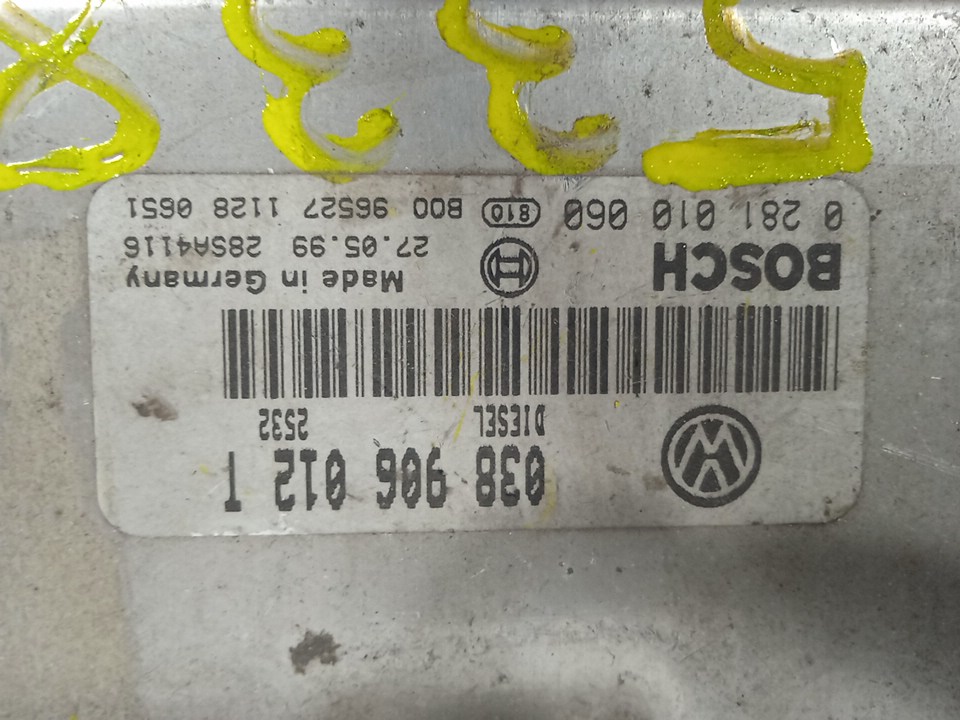 038 906 012 T
DIESEL 2532
BOSCH Made in Germany
27.05.99 28SA4116
0 281 010 060 810 B00 96527 1128 0651
5338